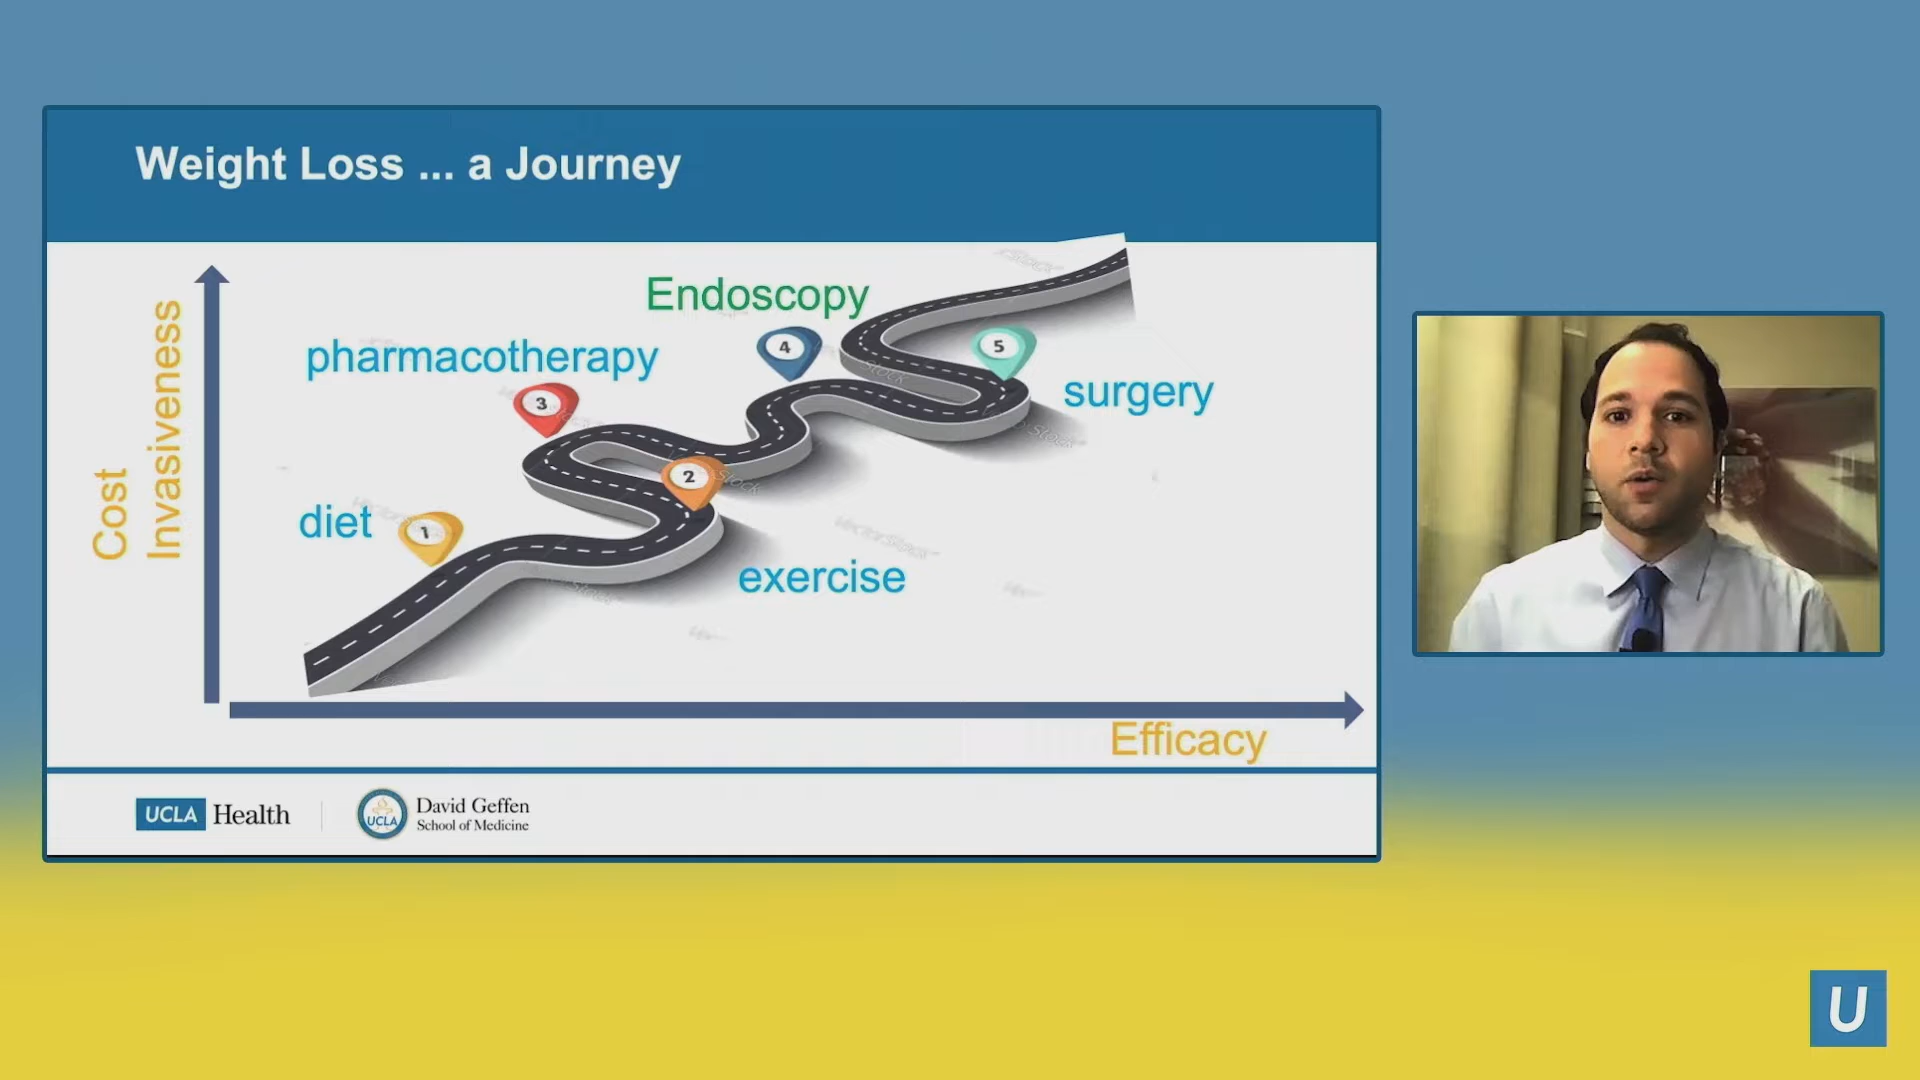 Weight Loss ... a Journey
Cost
Invasiveness
Endoscopy
pharmacotherapy
4
5
3
surgery
2
diet
1
exercise
VectorStock
Efficacy
UCLA Health
UCLA
David Geffen
School of Medicine
U